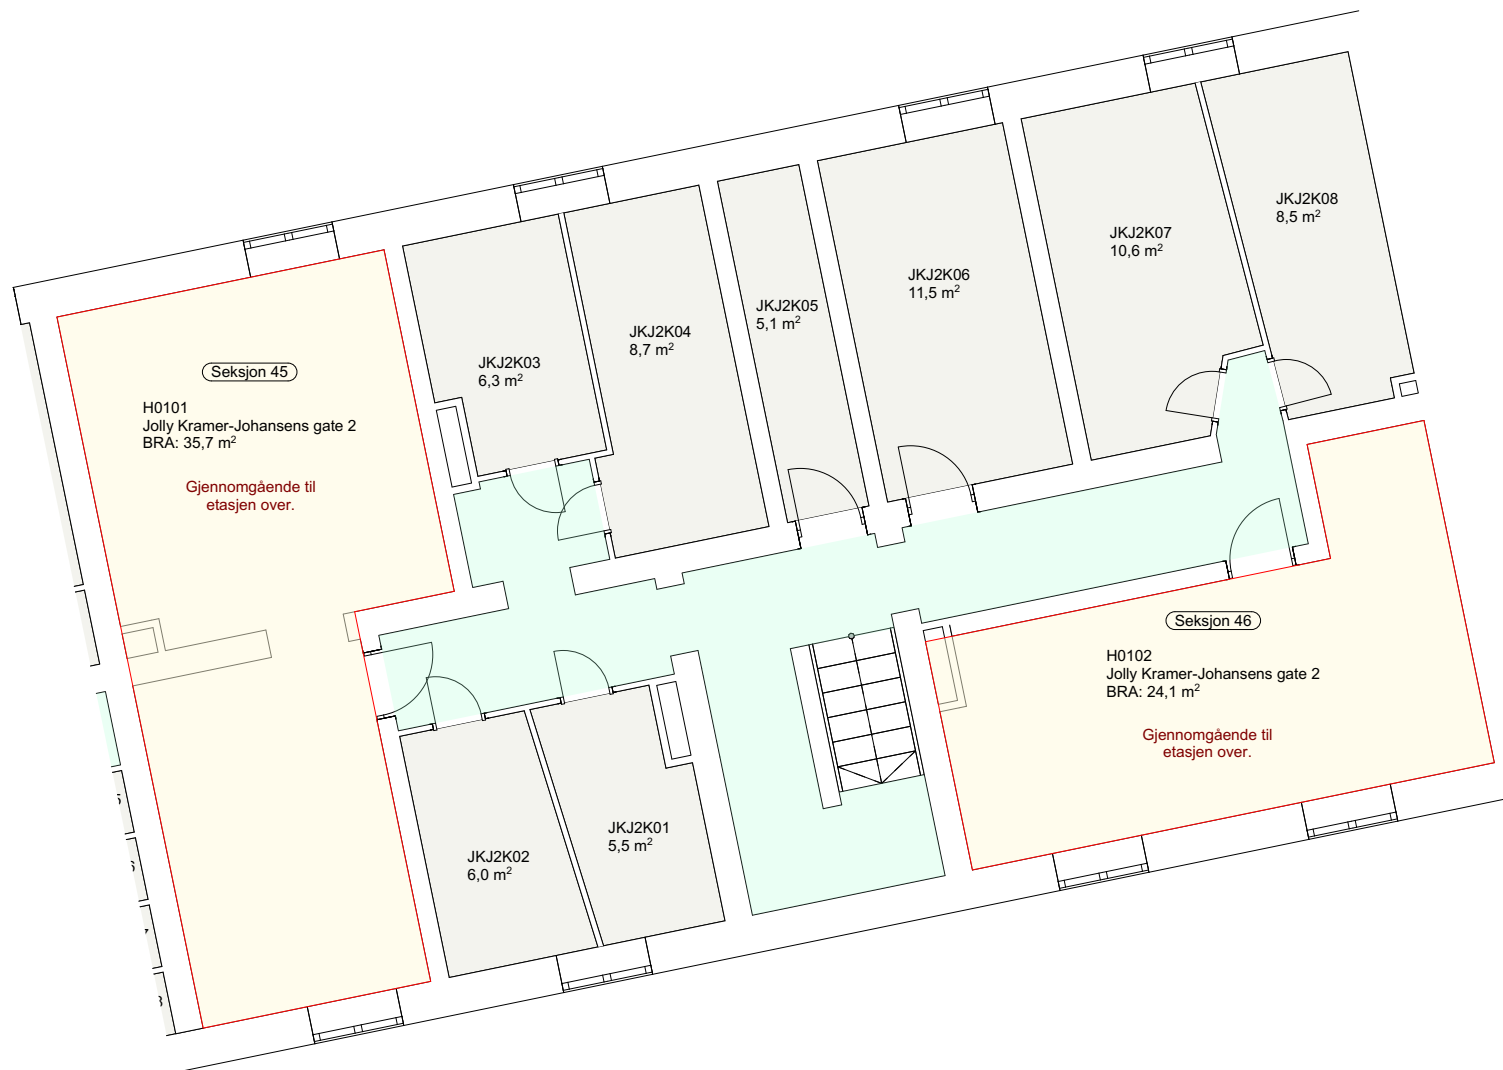 JKJ2K08
8,5 m²
JKJ2K07
10,6 m²
JKJ2K06
11,5 m²
JKJ2K05
5,1 m²
JKJ2K04
8,7 m²
JKJ2K03
6,3 m²
Seksjon 45
H0101
Jolly Kramer-Johansens gate 2
BRA: 35,7 m²
Gjennomgående til
etasjen over.
Seksjon 46
H0102
Jolly Kramer-Johansens gate 2
BRA: 24,1 m²
Gjennomgående til
etasjen over.
JKJ2K01
5,5 m²
JKJ2K02
6,0 m²